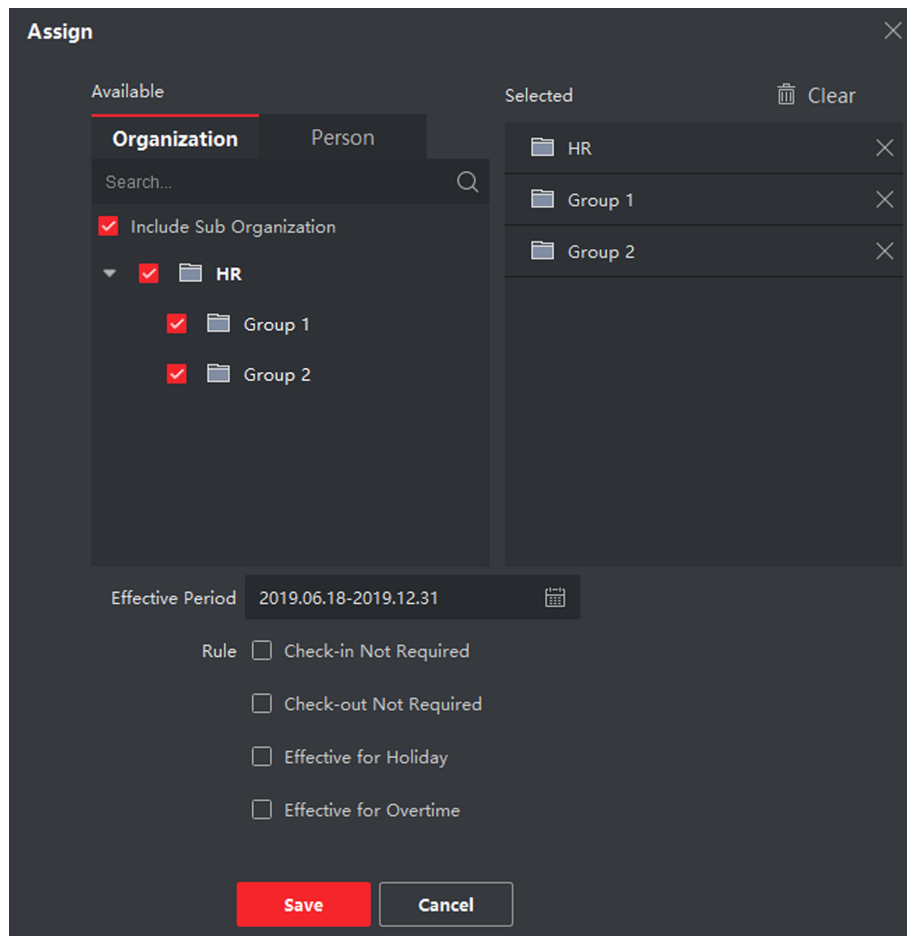 Assign
Available
Organization
Person
Search...
Include Sub Organization
HR
Group 1
Group 2
Selected
Clear
HR
Group 1
Group 2
Effective Period 2019.06.18-2019.12.31
Rule Check-in Not Required
Check-out Not Required
Effective for Holiday
Effective for Overtime
Save
Cancel